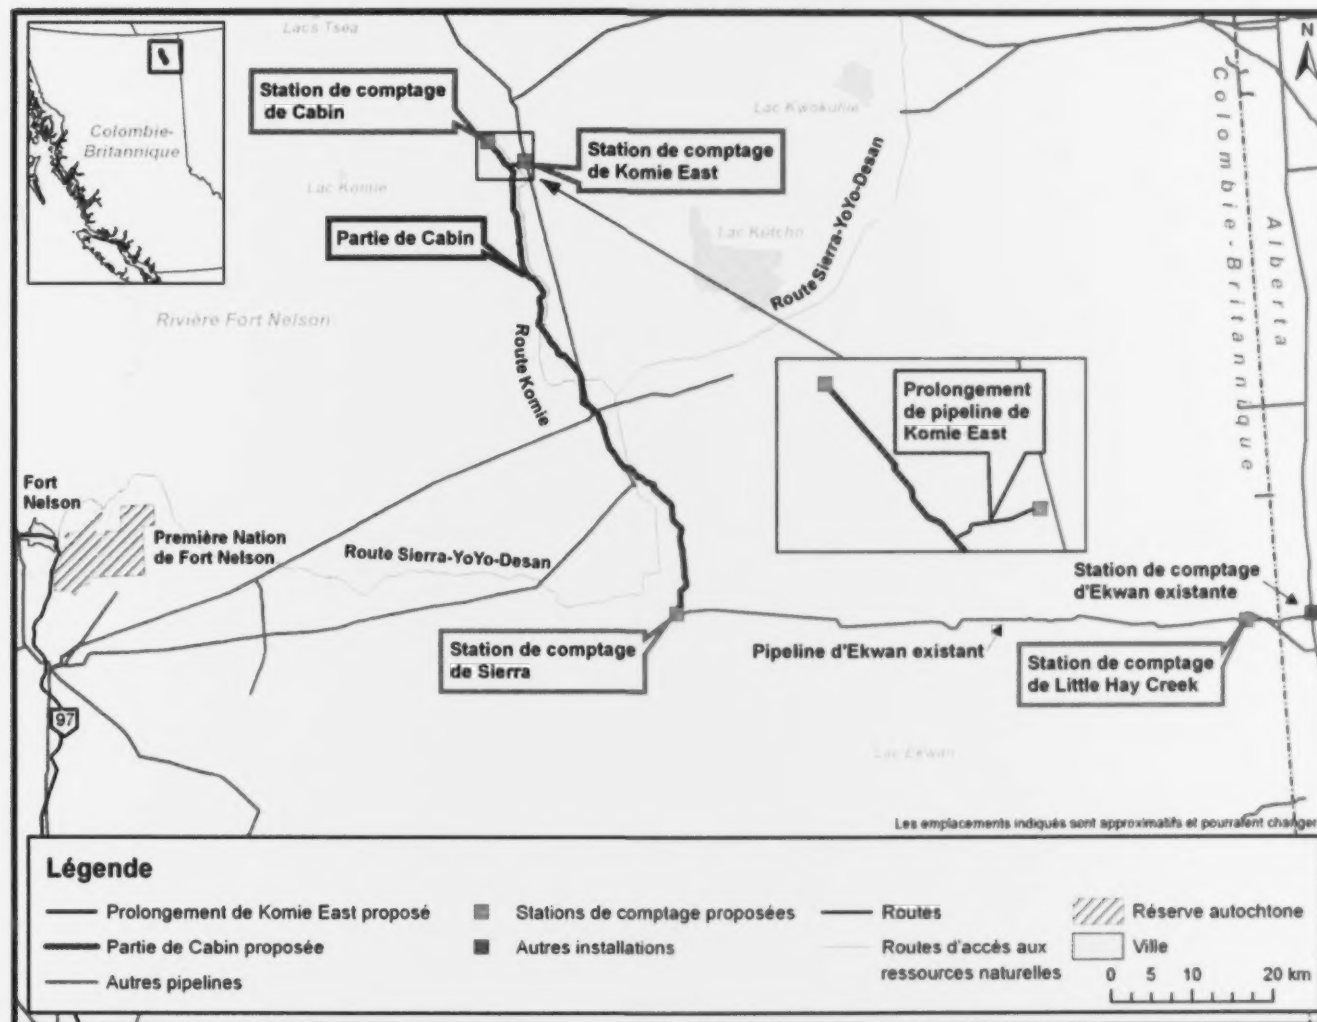 Lacs Tsea
N
Station de comptage
de Cabin
Colombie-
Britannique
Lac Kwokullie
Station de comptage
de Komie East
Lac Komie
Partie de Cabin
Lac Kotcho
Route Sierra-YoYo-Desan
Colombie-Britannique
Alberta
Rivière Fort Nelson
Route Komie
Prolongement
de pipeline de
Komie East
Fort
Nelson
Première Nation
de Fort Nelson
Route Sierra-YoYo-Desan
Station de comptage
d'Ekwan existante
Station de comptage
de Sierra
Pipeline d'Ekwan existant
Station de comptage
de Little Hay Creek
97
Lac Ekwan
Les emplacements indiqués sont approximatifs et pourraient changer
Légende
Prolongement de Komie East proposé
Partie de Cabin proposée
Autres pipelines
Stations de comptage proposées
Autres installations
Routes
Routes d'accès aux
ressources naturelles
Réserve autochtone
Ville
0 5 10 20 km